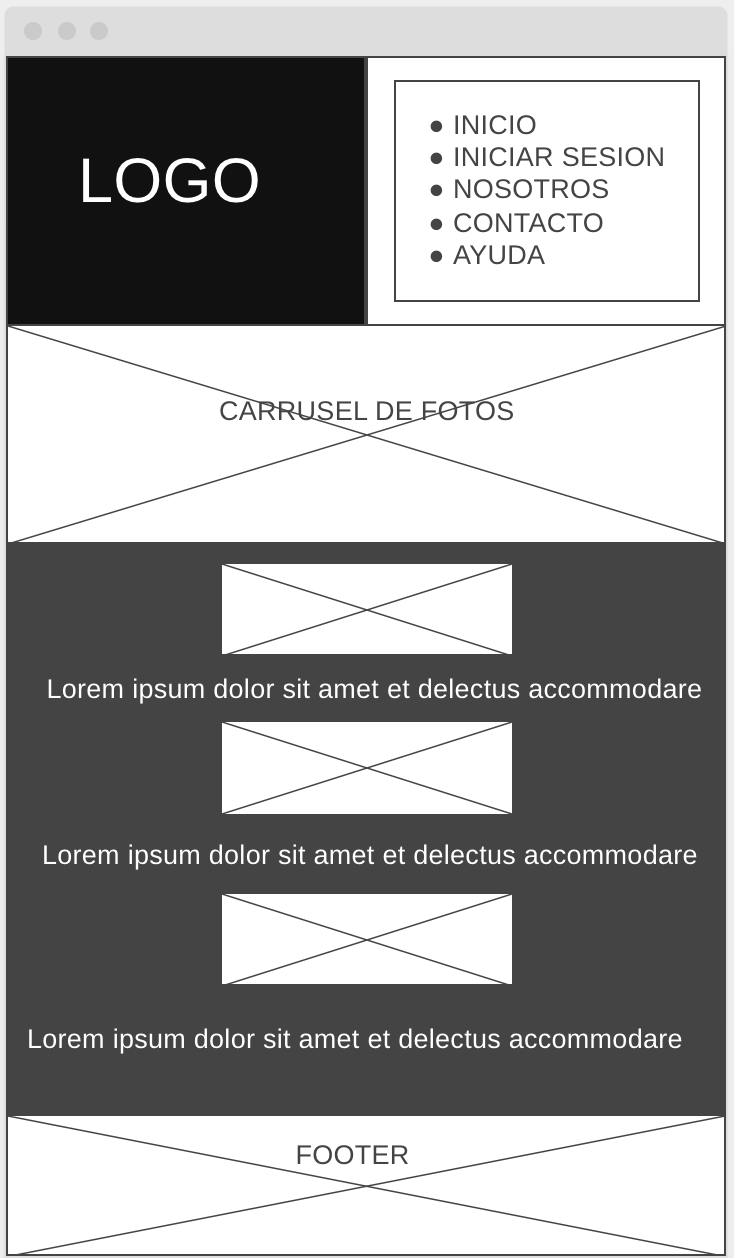 LOGO
● INICIO
● INICIAR SESION
● NOSOTROS
● CONTACTO
● AYUDA
CARRUSEL DE FOTOS
Lorem ipsum dolor sit amet et delectus accommodare
Lorem ipsum dolor sit amet et delectus accommodare
Lorem ipsum dolor sit amet et delectus accommodare
FOOTER